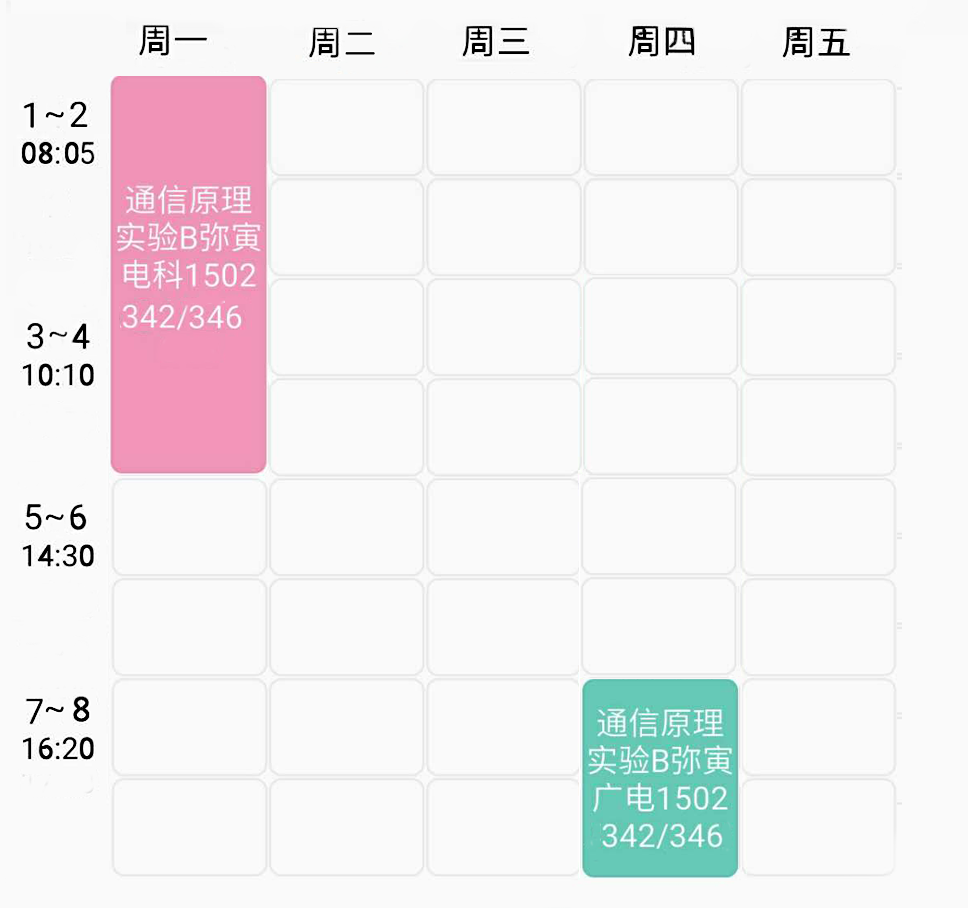 周一 周二 周三 周四 周五
1~2
08:05
通信原理
实验B弥寅
电科1502
342/346
3~4
10:10
5~6
14:30
7~8
16:20
通信原理
实验B弥寅
广电1502
342/346